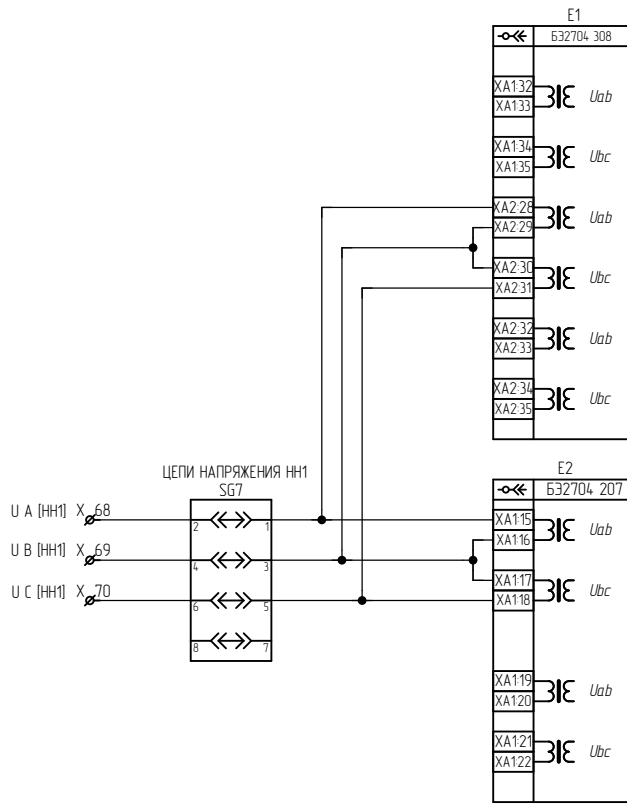 E1
БЭ2704 308
XA1:32
XA1:33
Uab
XA1:34
XA1:35
Ubc
XA2:28
XA2:29
Uab
XA2:30
XA2:31
Ubc
XA2:32
XA2:33
Uab
XA2:34
XA2:35
Ubc
ЦЕПИ НАПРЯЖЕНИЯ НН1
SG7
U A [НН1] X 68
2 1
U B [НН1] X 69
4 3
U C [НН1] X 70
6 5
8 7
E2
БЭ2704 207
XA1:15
XA1:16
Uab
XA1:17
XA1:18
Ubc
XA1:19
XA1:20
Uab
XA1:21
XA1:22
Ubc